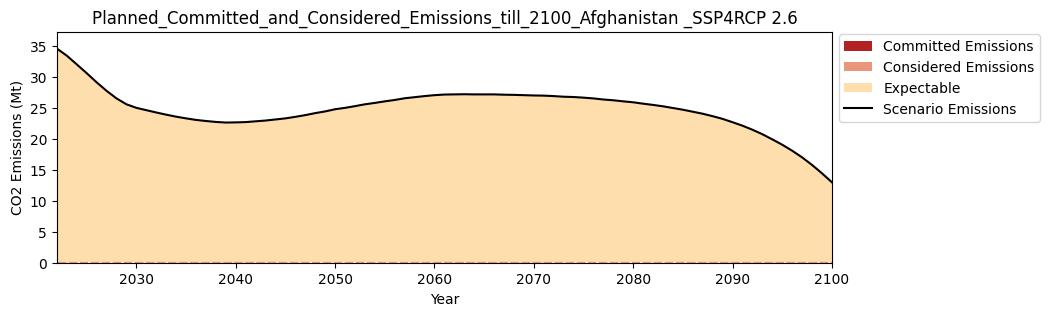 Planned_Committed_and_Considered_Emissions_till_2100_Afghanistan _SSP4RCP 2.6
CO2 Emissions (Mt)
35
30
25
20
15
10
5
0
2030 2040 2050 2060 2070 2080 2090 2100
Year
Committed Emissions
Considered Emissions
Expectable
Scenario Emissions